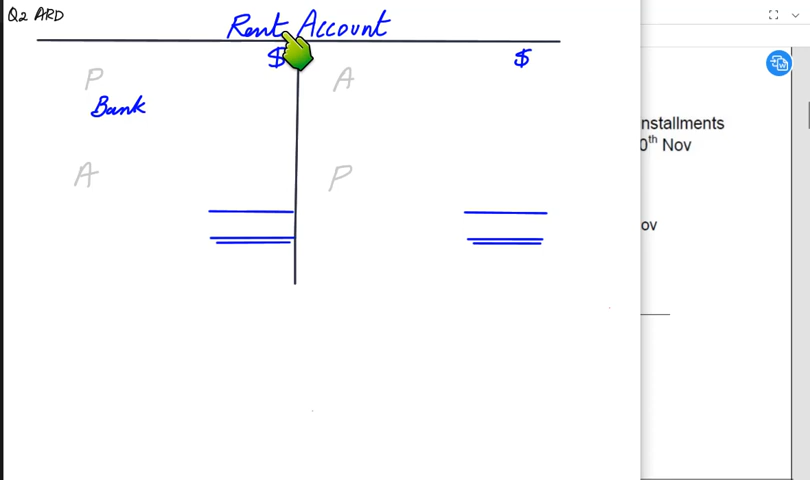 Q2 ARD
Rent Account
$ $
P A
Bank
A P
nstallments
0th Nov
ov